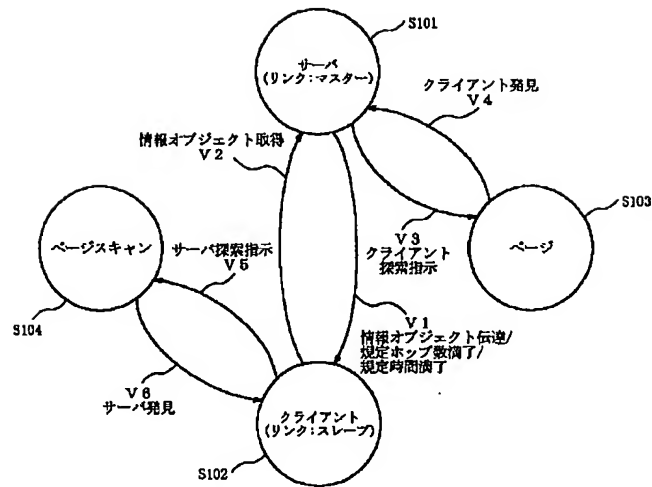 S101
サーバ
(リンク:マスター)
クライアント発見
V4
情報オブジェクト取得
V2
S103
ページスキャン
サーバ探索指示
V5
V3
クライアント
探索指示
ページ
S104
V1
情報オブジェクト伝達/
規定ホップ数満了/
規定時間満了
V6
サーバ発見
クライアント
(リンク:スレーブ)
S102